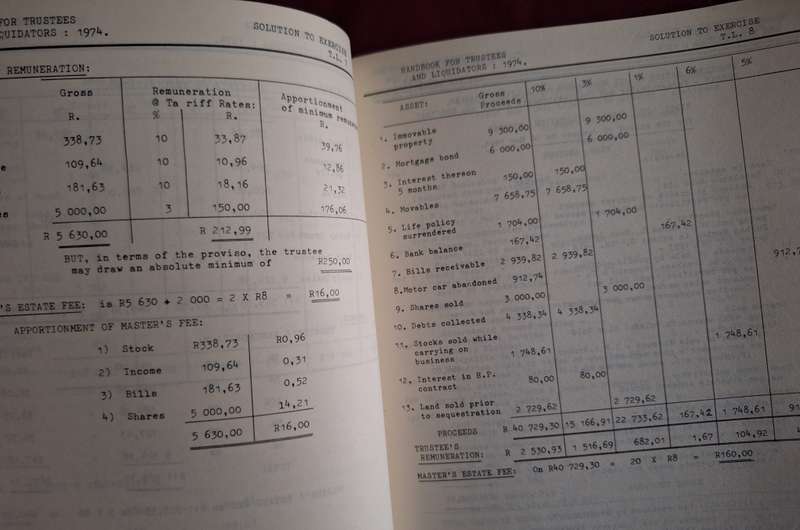 FOR TRUSTEES
QUIDATORS : 1974.
SOLUTION TO EXERCISE
T.L. 7
REMUNERATION:
Gross Remuneration Apportionment
@ Ta riff Rates: of minimum
R. % R. R.
338,73 10 33,87 39,76
109,64 10 10,96 12,86
181,63 10 18,16 21,32
5 000,00 3 150,00 176,06
R 5 630,00 R 212,99
BUT, in terms of the proviso, the trustee
may draw an absolute minimum of R250,00
'S ESTATE FEE: is R5 630 + 2 000 = 2 X R8 = R16,00
APPORTIONMENT OF MASTER'S FEE:
1) Stock R338,73 R0,96
2) Income 109,64 0,31
3) Bills 181,63 0,52
4) Shares 5 000,00 14,21
5 630,00 R16,00
HANDBOOK FOR TRUSTEES
AND LIQUIDATORS : 1974.
SOLUTION TO EXERCISE
T.L. 8
ASSET: Gross Proceeds 10% 3% 1% 6% 5%
1. Immovable
property 9 300,00 9 300,00
2. Mortgage bond 6 000,00 6 000,00
3. Interest thereon
5 months 150,00 150,00
4. Movables 7 658,75 7 658,75
5. Life policy
surrendered 1 704,00 1 704,00
6. Bank balance 167,42 167,42
7. Bills receivable 2 939,82 2 939,82
8.Motor car abandoned 912,74 912,7
9. Shares sold 3 000,00 3 000,00
10. Debts collected 4 338,34 4 338,34
11. Stocks sold while
carrying on
business 1 748,61 1 748,61
12. Interest in H.P.
contract 80,00 80,00
13. Land sold prior
to sequestration 2 729,62 2 729,62
PROCEEDS R 40 729,30 15 166,91 22 733,62 167,42 1 748,61
TRUSTEE'S
REMUNERATION: R 2 530,93 1 516,69 682,01 1,67 104,92
MASTER'S ESTATE FEE: On R40 729,30 = 20 X R8 = R160,00